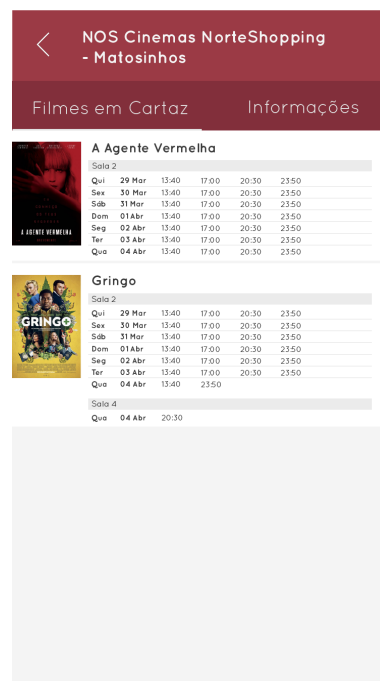 NOS Cinemas NorteShopping
- Matosinhos
Filmes em Cartaz Informações
A Agente Vermelha
Sala 2
Qui 29 Mar 13:40 17:00 20:30 23:50
Sex 30 Mar 13:40 17:00 20:30 23:50
Sáb 31 Mar 13:40 17:00 20:30 23:50
Dom 01 Abr 13:40 17:00 20:30 23:50
Seg 02 Abr 13:40 17:00 20:30 23:50
Ter 03 Abr 13:40 17:00 20:30 23:50
Qua 04 Abr 13:40 17:00 20:30 23:50
A AGENTE VERMELHA
Gringo
Sala 2
Qui 29 Mar 13:40 17:00 20:30 23:50
Sex 30 Mar 13:40 17:00 20:30 23:50
Sáb 31 Mar 13:40 17:00 20:30 23:50
Dom 01 Abr 13:40 17:00 20:30 23:50
Seg 02 Abr 13:40 17:00 20:30 23:50
Ter 03 Abr 13:40 17:00 20:30 23:50
Qua 04 Abr 13:40 23:50
Sala 4
Qua 04 Abr 20:30
GRINGO